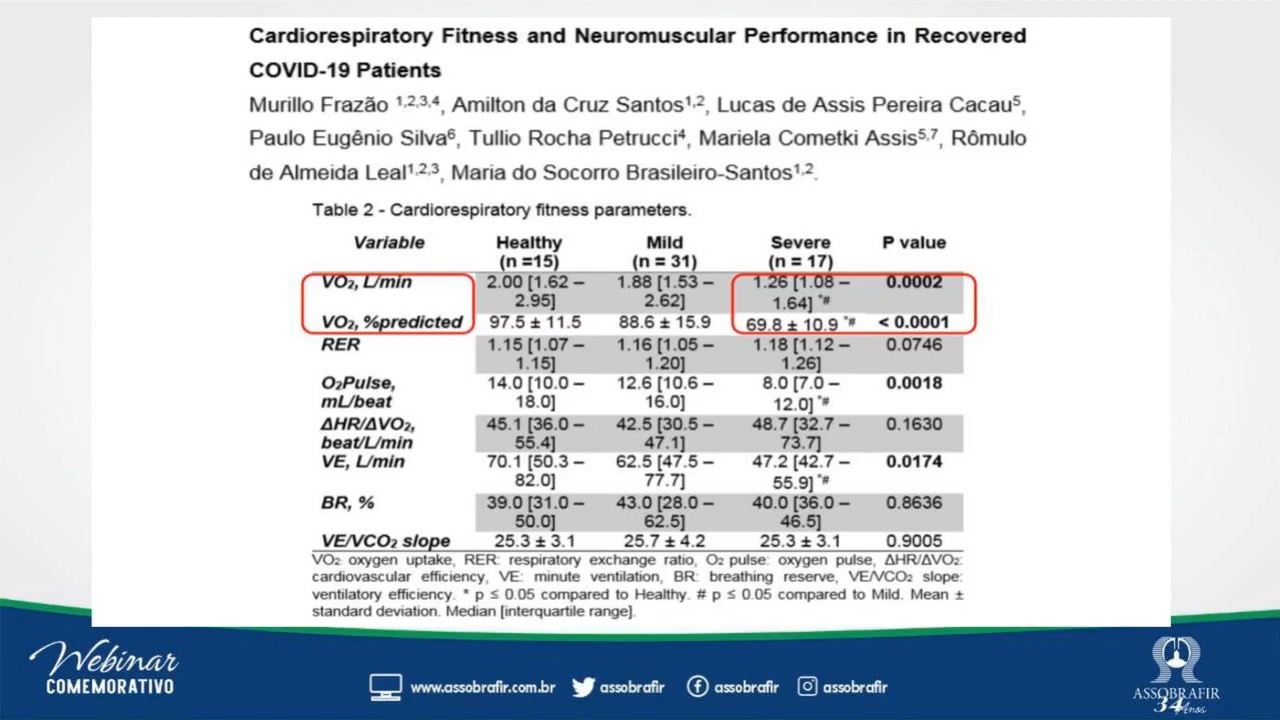 Cardiorespiratory Fitness and Neuromuscular Performance in Recovered
COVID-19 Patients
Murillo Frazão 1,2,3,4, Amilton da Cruz Santos1,2, Lucas de Assis Pereira Cacau5,
Paulo Eugênio Silva6, Tullio Rocha Petrucci4, Mariela Cometki Assis5,7, Rômulo
de Almeida Leal1,2,3, Maria do Socorro Brasileiro-Santos1,2.
Table 2 - Cardiorespiratory fitness parameters.
Variable Healthy (n =15) Mild (n = 31) Severe (n = 17) P value
VO₂, L/min 2.00 [1.62 – 2.95] 1.88 [1.53 – 2.62] 1.26 [1.08 – 1.64] *# 0.0002
VO₂, %predicted 97.5 ± 11.5 88.6 ± 15.9 69.8 ± 10.9 *# < 0.0001
RER 1.15 [1.07 – 1.15] 1.16 [1.05 – 1.20] 1.18 [1.12 – 1.26] 0.0746
O₂Pulse, mL/beat 14.0 [10.0 – 18.0] 12.6 [10.6 – 16.0] 8.0 [7.0 – 12.0] *# 0.0018
ΔHR/ΔVO₂, beat/L/min 45.1 [36.0 – 55.4] 42.5 [30.5 – 47.1] 48.7 [32.7 – 73.7] 0.1630
VE, L/min 70.1 [50.3 – 82.0] 62.5 [47.5 – 77.7] 47.2 [42.7 – 55.9] *# 0.0174
BR, % 39.0 [31.0 – 50.0] 43.0 [28.0 – 62.5] 40.0 [36.0 – 46.5] 0.8636
VE/VCO₂ slope 25.3 ± 3.1 25.7 ± 4.2 25.3 ± 3.1 0.9005
VO₂: oxygen uptake, RER: respiratory exchange ratio, O₂ pulse: oxygen pulse, ΔHR/ΔVO₂:
cardiovascular efficiency, VE: minute ventilation, BR: breathing reserve, VE/VCO₂ slope:
ventilatory efficiency. * p ≤ 0.05 compared to Healthy. # p ≤ 0.05 compared to Mild. Mean ±
standard deviation. Median [interquartile range].
Webinar
COMEMORATIVO
www.assobrafir.com.br assobrafir assobrafir assobrafir
ASSOBRAFIR
34 Anos